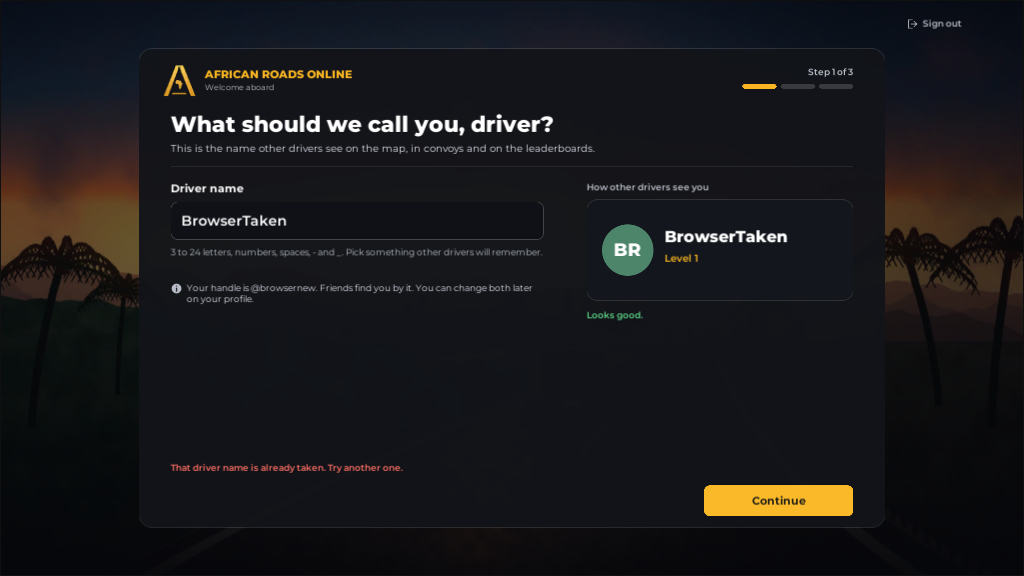 Sign out
AFRICAN ROADS ONLINE
Welcome aboard
Step 1 of 3
What should we call you, driver?
This is the name other drivers see on the map, in convoys and on the leaderboards.
Driver name
BrowserTaken
3 to 24 letters, numbers, spaces, - and _. Pick something other drivers will remember.
Your handle is @browsernew. Friends find you by it. You can change both later
on your profile.
How other drivers see you
BR
BrowserTaken
Level 1
Looks good.
That driver name is already taken. Try another one.
Continue